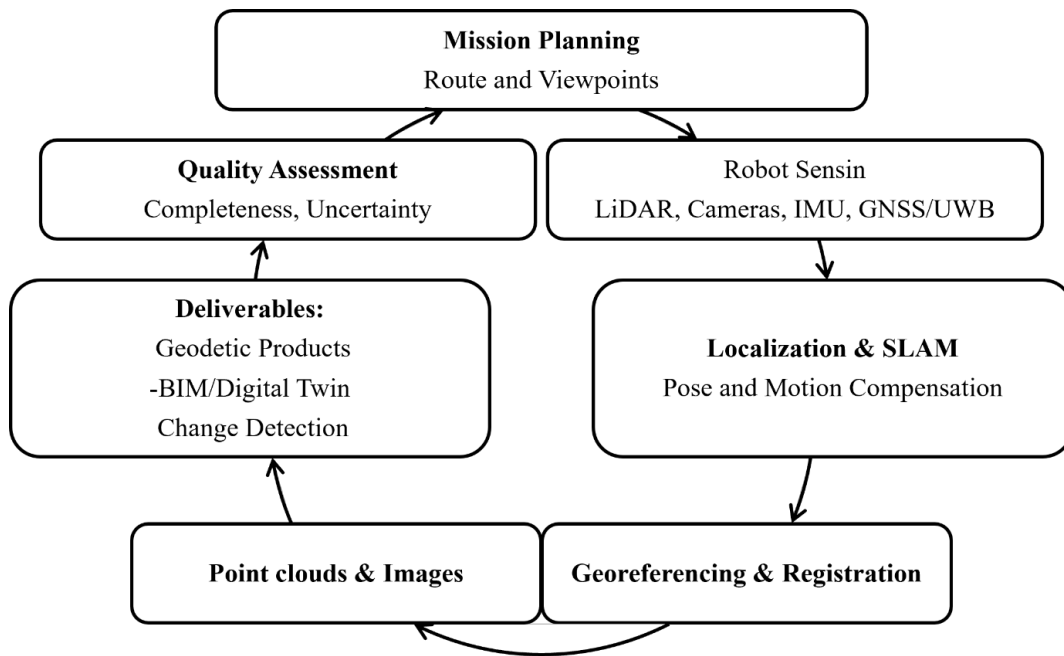 Mission Planning
Route and Viewpoints
Robot Sensin
LiDAR, Cameras, IMU, GNSS/UWB
Localization & SLAM
Pose and Motion Compensation
Georeferencing & Registration
Point clouds & Images
Deliverables:
Geodetic Products
-BIM/Digital Twin
Change Detection
Quality Assessment
Completeness, Uncertainty